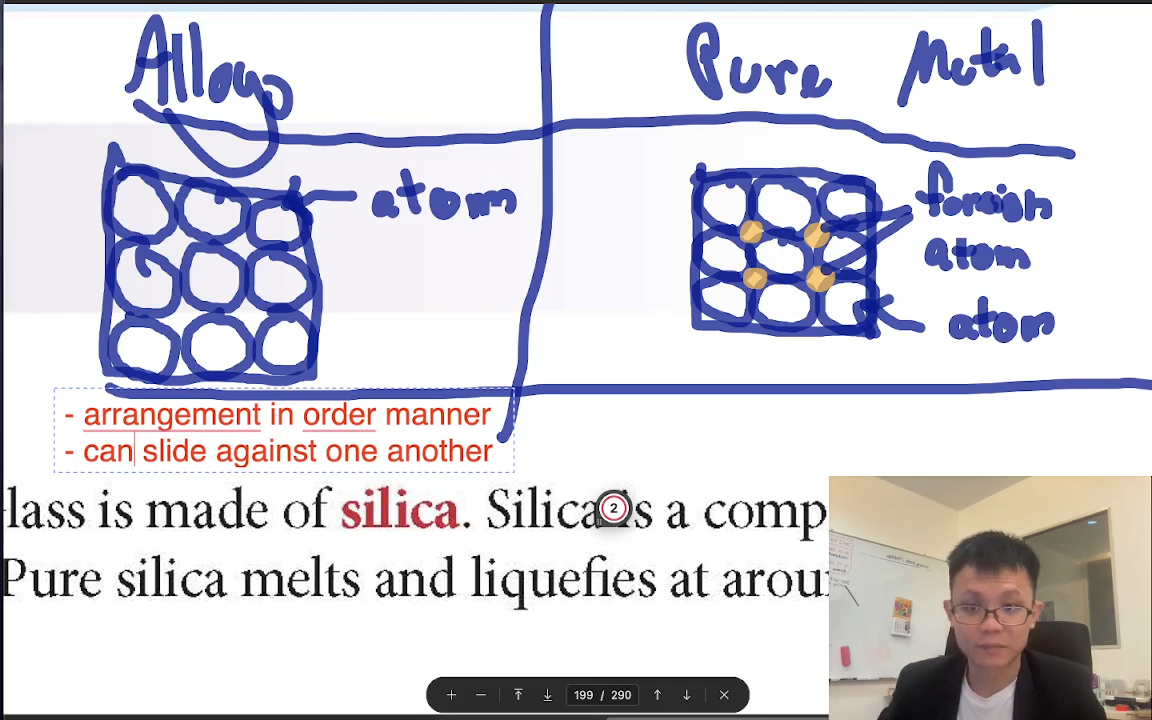 Alloy
Pure Metal
atom
foreign
atom
atom
- arrangement in order manner
- can slide against one another
lass is made of silica. Silica is a comp
Pure silica melts and liquefies at arou
2
199 / 290